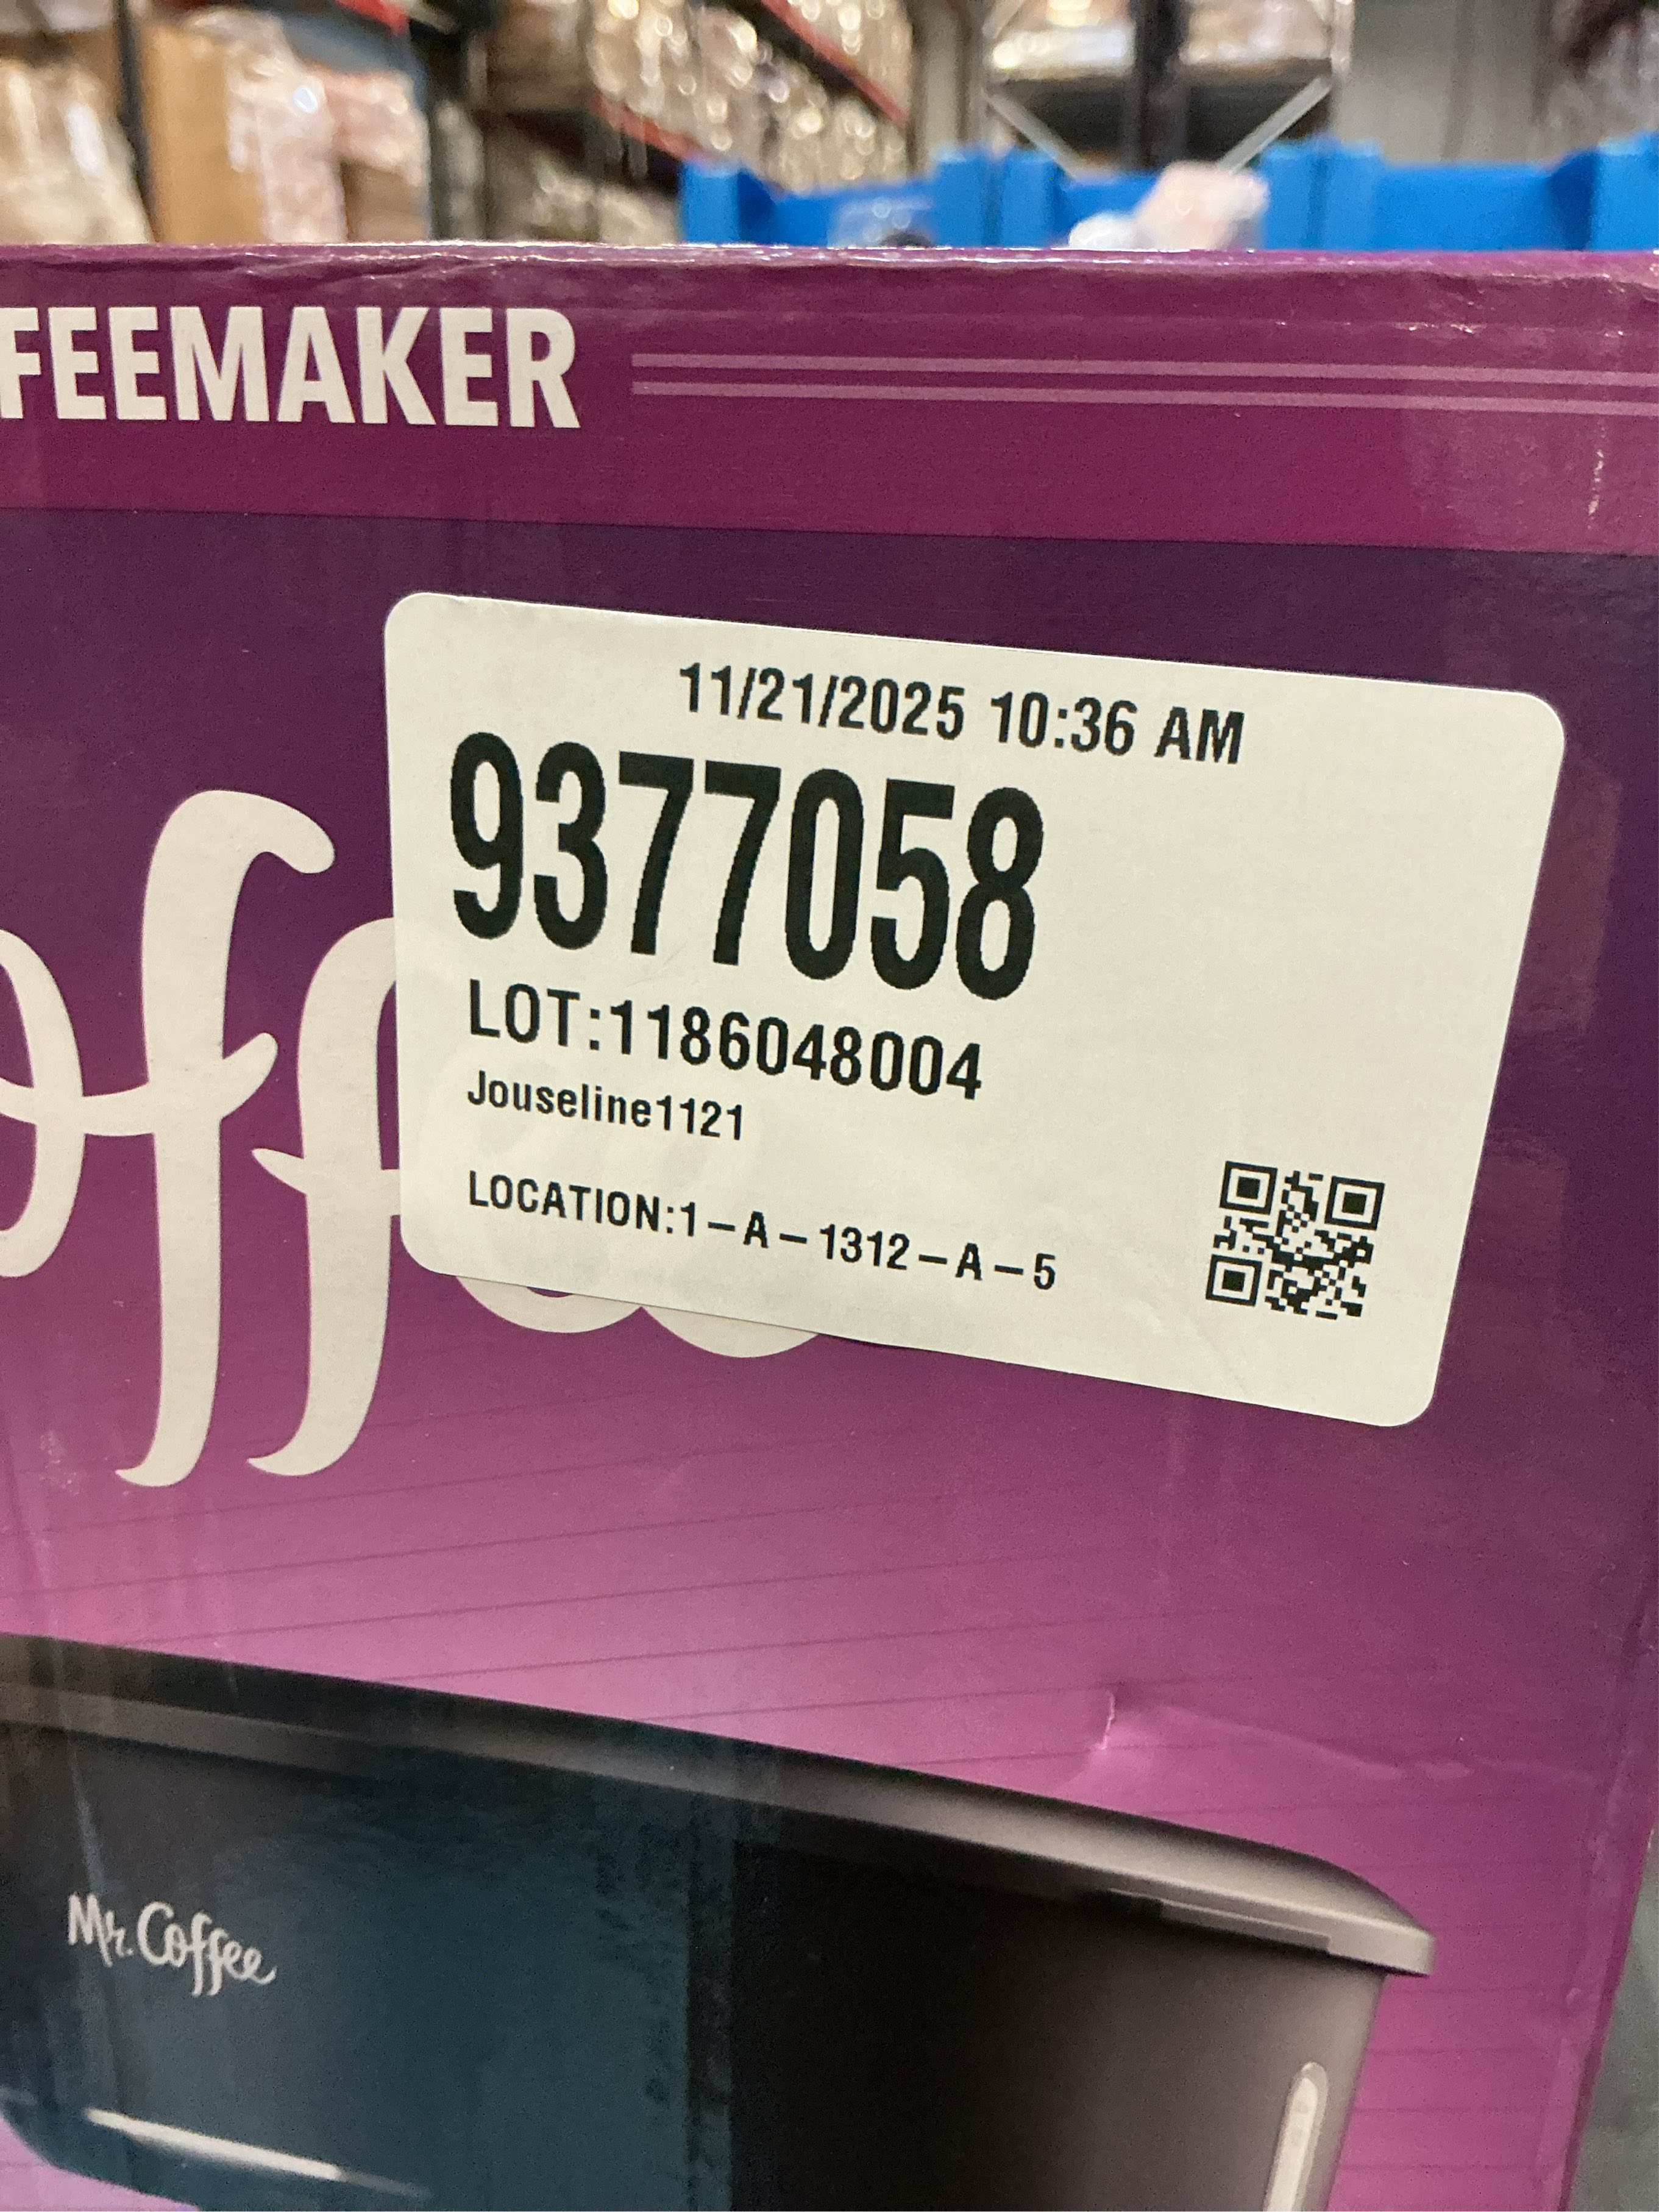 FEEMAKER
11/21/2025 10:36 AM
9377058
LOT:1186048004
Jouseline1121
LOCATION:1-A-1312-A-5
Mr. Coffee